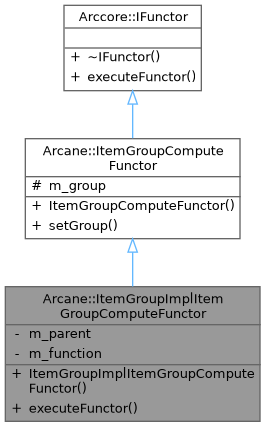 Arccore::IFunctor
+ ~IFunctor()
+ executeFunctor()
Arcane::ItemGroupCompute
Functor
# m_group
+ ItemGroupComputeFunctor()
+ setGroup()
Arcane::ItemGroupImplItem
GroupComputeFunctor
- m_parent
- m_function
+ ItemGroupImplItemGroupCompute
Functor()
+ executeFunctor()